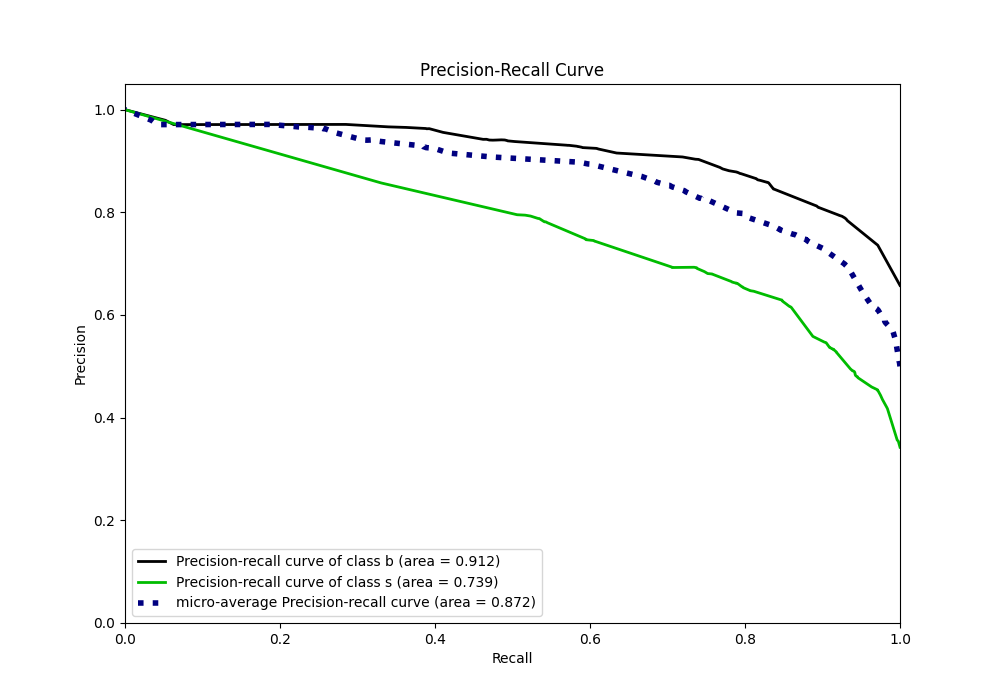 Precision-Recall Curve
1.0
0.8
0.6
0.4
0.2
0.0
Precision
Precision-recall curve of class b (area = 0.912)
Precision-recall curve of class s (area = 0.739)
micro-average Precision-recall curve (area = 0.872)
0.0 0.2 0.4 0.6 0.8 1.0
Recall